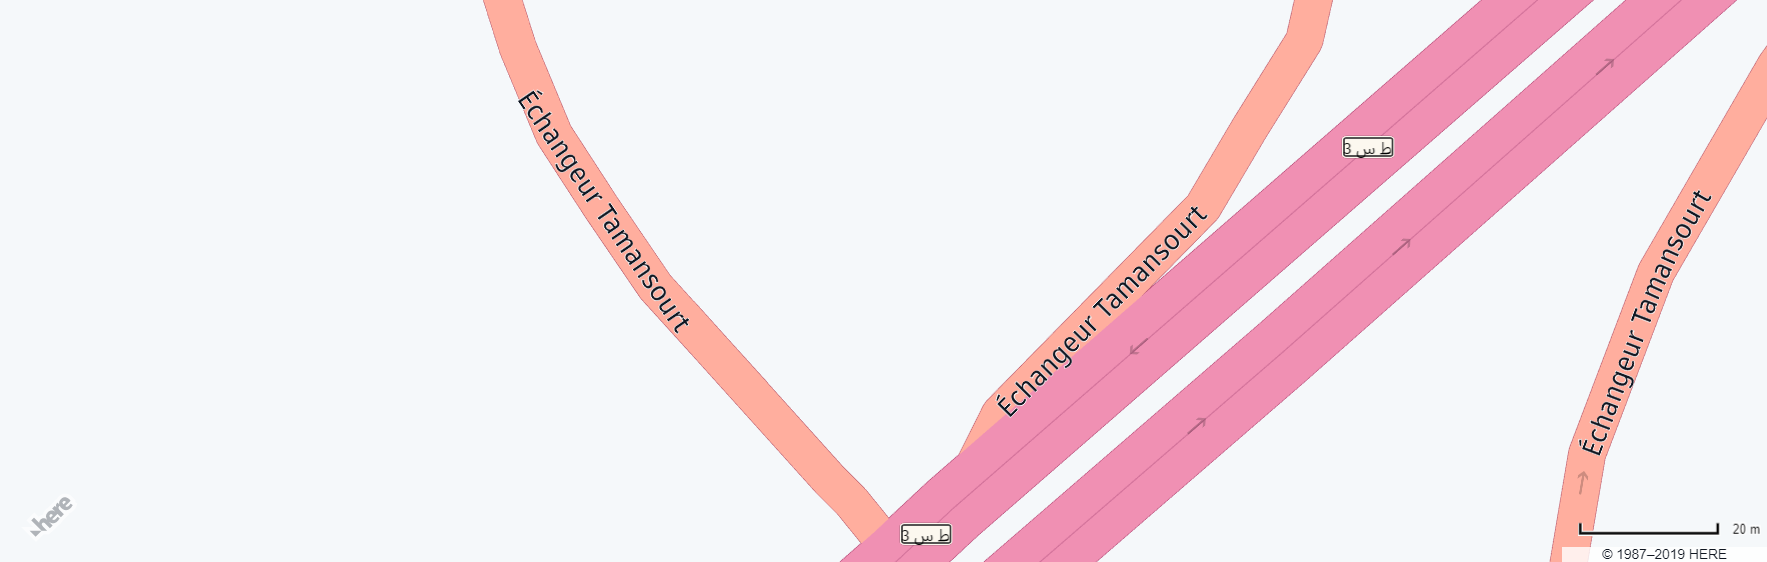 Échangeur Tamansourt
ط س 3
Échangeur Tamansourt
Échangeur Tamansourt
ط س 3
here
20 m
© 1987–2019 HERE